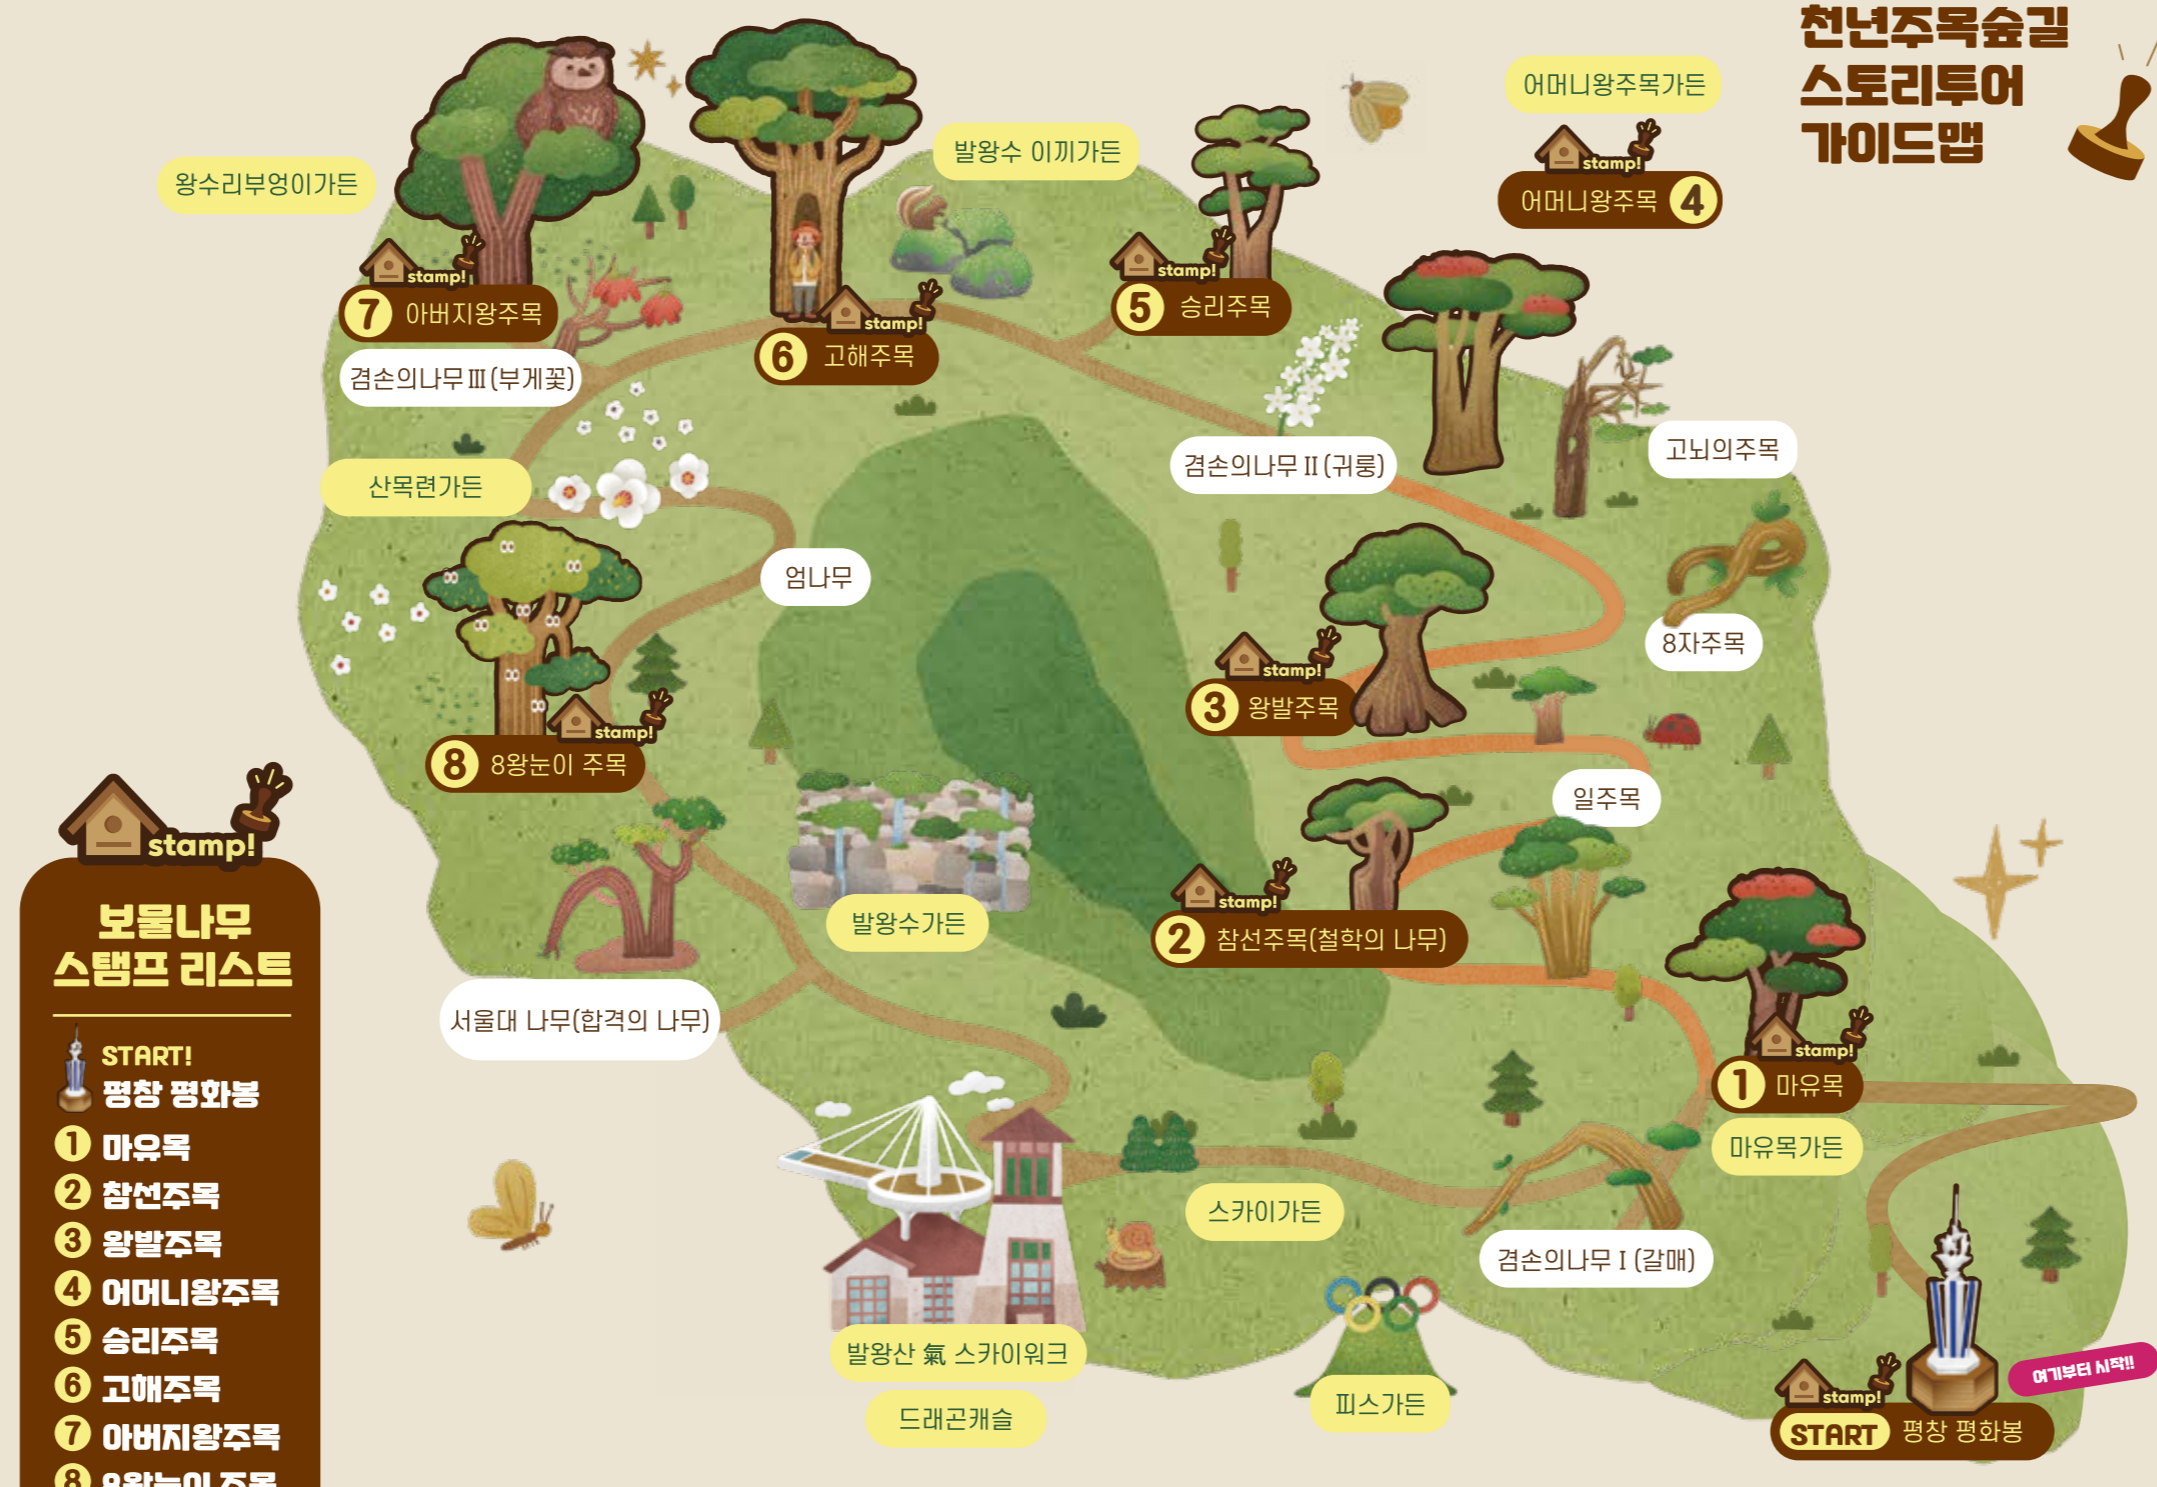 천년주목숲길
스토리투어
가이드맵
어머니왕주목가든
stamp!
어머니왕주목 4
발왕수 이끼가든
왕수리부엉이가든
stamp!
7 아버지왕주목
겸손의나무 III (부게꽃)
stamp!
6 고해주목
stamp!
5 승리주목
겸손의나무 II (귀룽)
고뇌의주목
산목련가든
엄나무
8자주목
stamp!
3 왕발주목
stamp!
8 8왕눈이 주목
일주목
발왕수가든
stamp!
2 참선주목(철학의 나무)
서울대 나무(합격의 나무)
stamp!
1 마유목
마유목가든
스카이가든
겸손의나무 I (갈매)
발왕산 氣 스카이워크
드래곤캐슬
피스가든
여기부터 시작!!
stamp!
START 평창 평화봉
stamp!
보물나무
스탬프 리스트
START!
평창 평화봉
1 마유목
2 참선주목
3 왕발주목
4 어머니왕주목
5 승리주목
6 고해주목
7 아버지왕주목
8 8왕눈이 주목